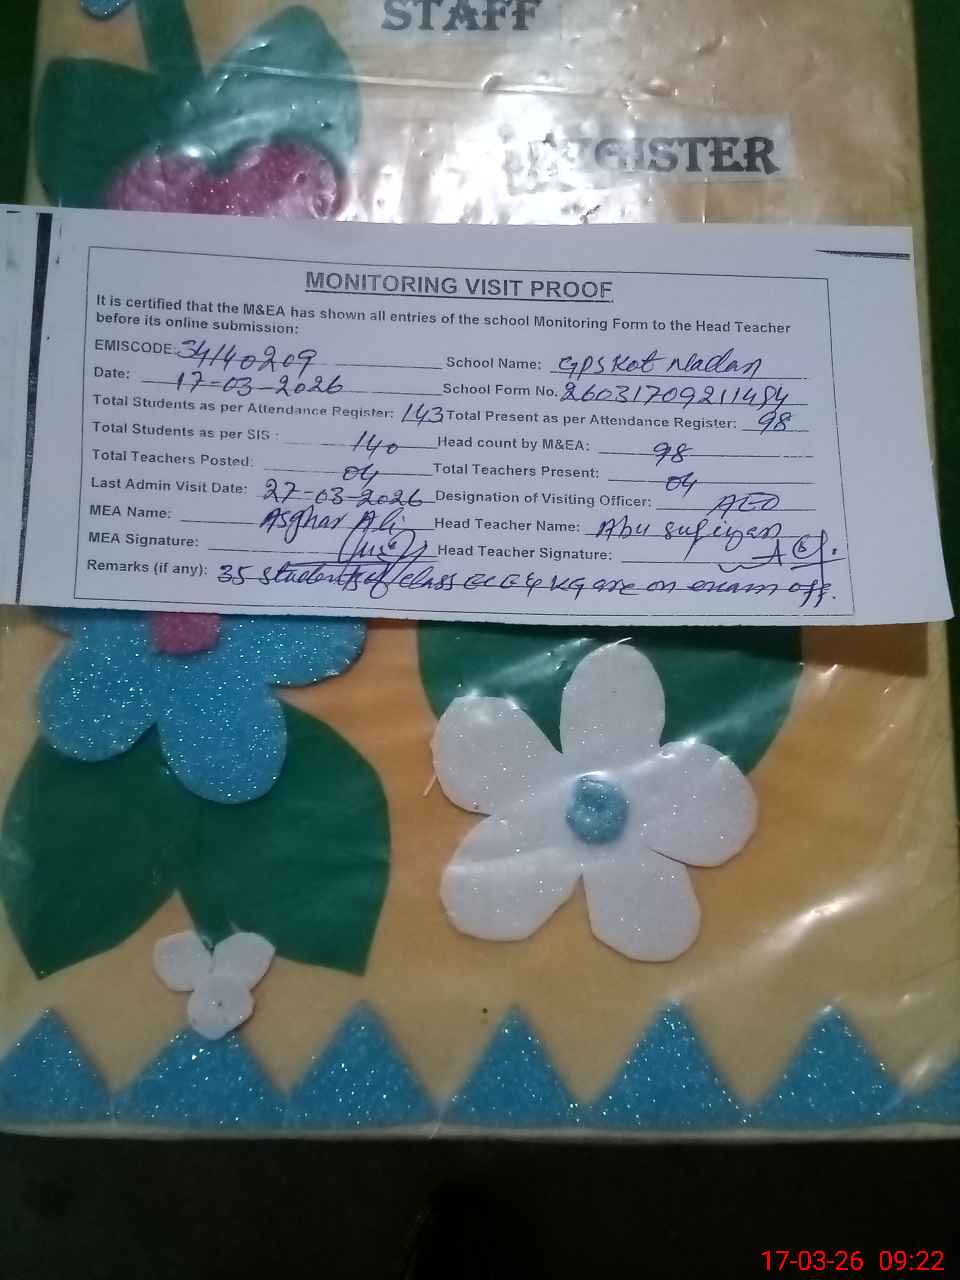 STAFF
REGISTER
MONITORING VISIT PROOF
It is certified that the M&EA has shown all entries of the school Monitoring Form to the Head Teacher
before its online submission:
EMISCODE: 34140209 School Name: GPS Kot Nadan
Date: 17-03-2026 School Form No. 26031709211484
Total Students as per Attendance Register: 143 Total Present as per Attendance Register: 98
Total Students as per SIS : 140 Head count by M&EA: 98
Total Teachers Posted: 04 Total Teachers Present: 04
Last Admin Visit Date: 27-03-2026 Designation of Visiting Officer: AEO
MEA Name: Asghar Ali Head Teacher Name: Abu sufiyan
MEA Signature: Head Teacher Signature:
Remarks (if any): 35 students of class ECE & KG are on exam off.
17-03-26 09:22